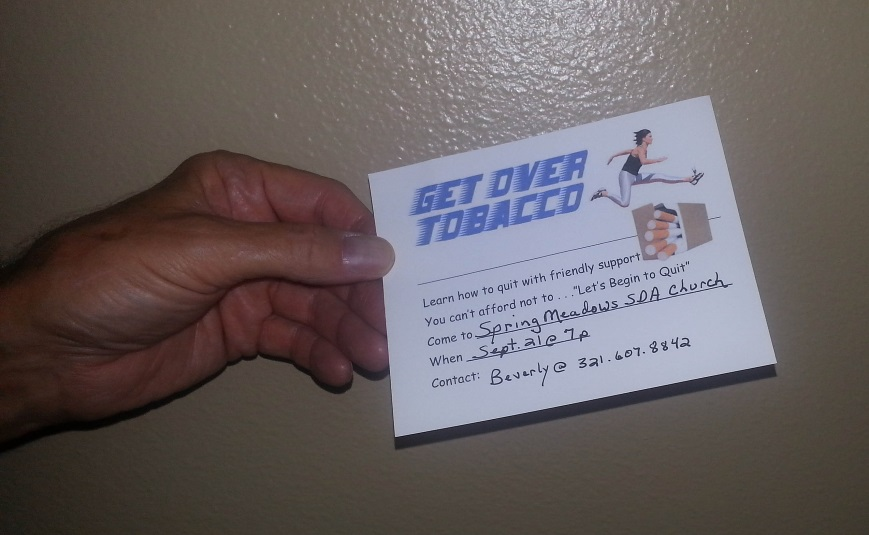 GET OVER
TOBACCO
Learn how to quit with friendly support
You can't afford not to . . . "Let's Begin to Quit"
Come to Spring Meadows SDA Church
When Sept. 21 @ 7p
Contact: Beverly @ 321.607.8842